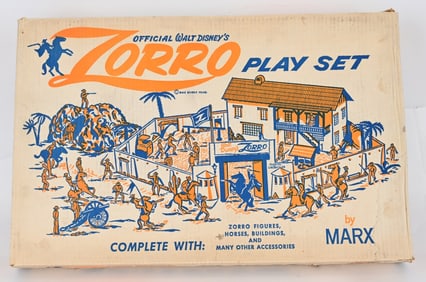 OFFICIAL WALT DISNEY'S
ZORRO PLAY SET
ZORRO
COMPLETE WITH:
ZORRO FIGURES,
HORSES, BUILDINGS,
AND
MANY OTHER ACCESSORIES
by
MARX